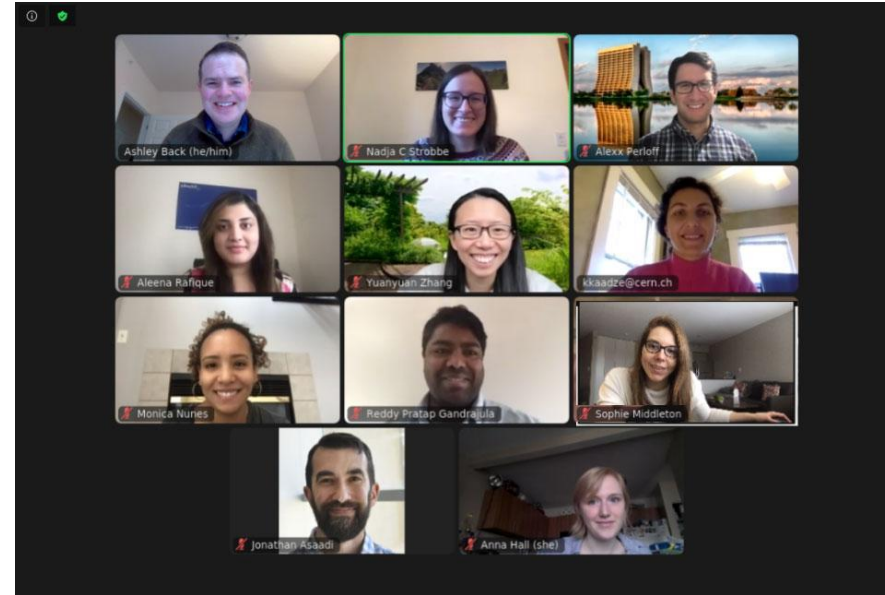 Ashley Back (he/him)
Nadja C Strobbe
Alexx Perloff
Aleena Rafique
Yuanyuan Zhang
kkaadze@cern.ch
Monica Nunes
Reddy Pratap Gandrajula
Sophie Middleton
Jonathan Asaadi
Anna Hall (she)